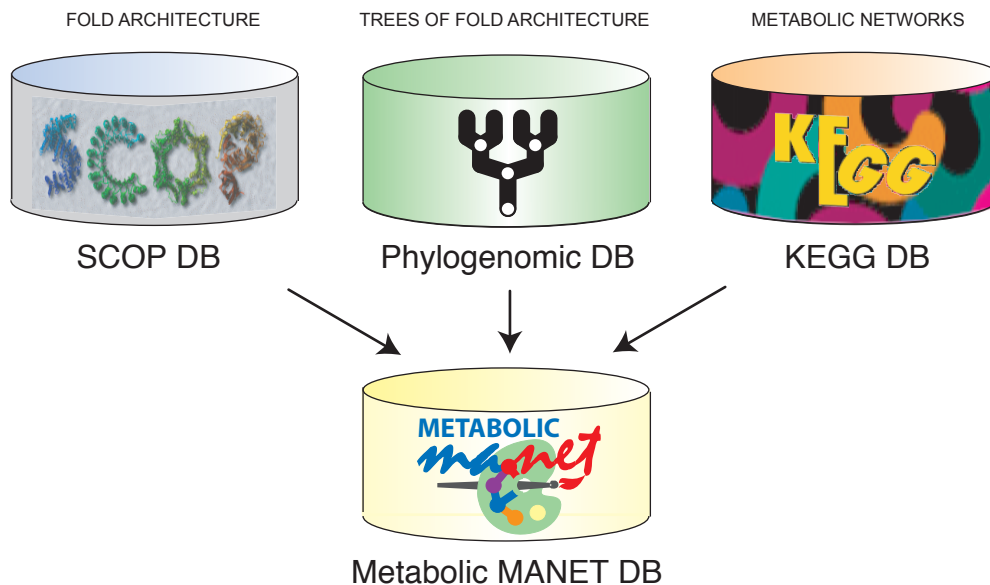 FOLD ARCHITECTURE
TREES OF FOLD ARCHITECTURE
METABOLIC NETWORKS
scop
KEGG
SCOP DB
Phylogenomic DB
KEGG DB
METABOLIC
manet
Metabolic MANET DB